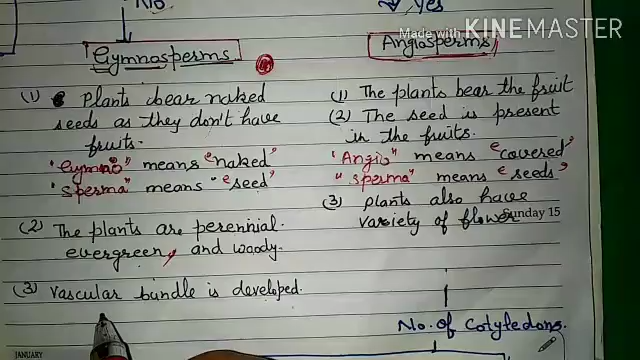 No
Yes
Made with KINEMASTER
Gymnosperms
(1) Plants bear naked
seeds as they don't have
fruits.
"Gymno" means "naked"
"sperma" means "seed"
(2) The plants are perennial
evergreen, and woody.
(3) Vascular bundle is developed.
Angiosperms
(1) The plants bear the fruit
(2) The seed is present
in the fruits.
"Angio" means "covered"
"sperma" means "seeds"
(3) Plants also have
variety of flower
Sunday 15
No. of Cotyledons.
JANUARY